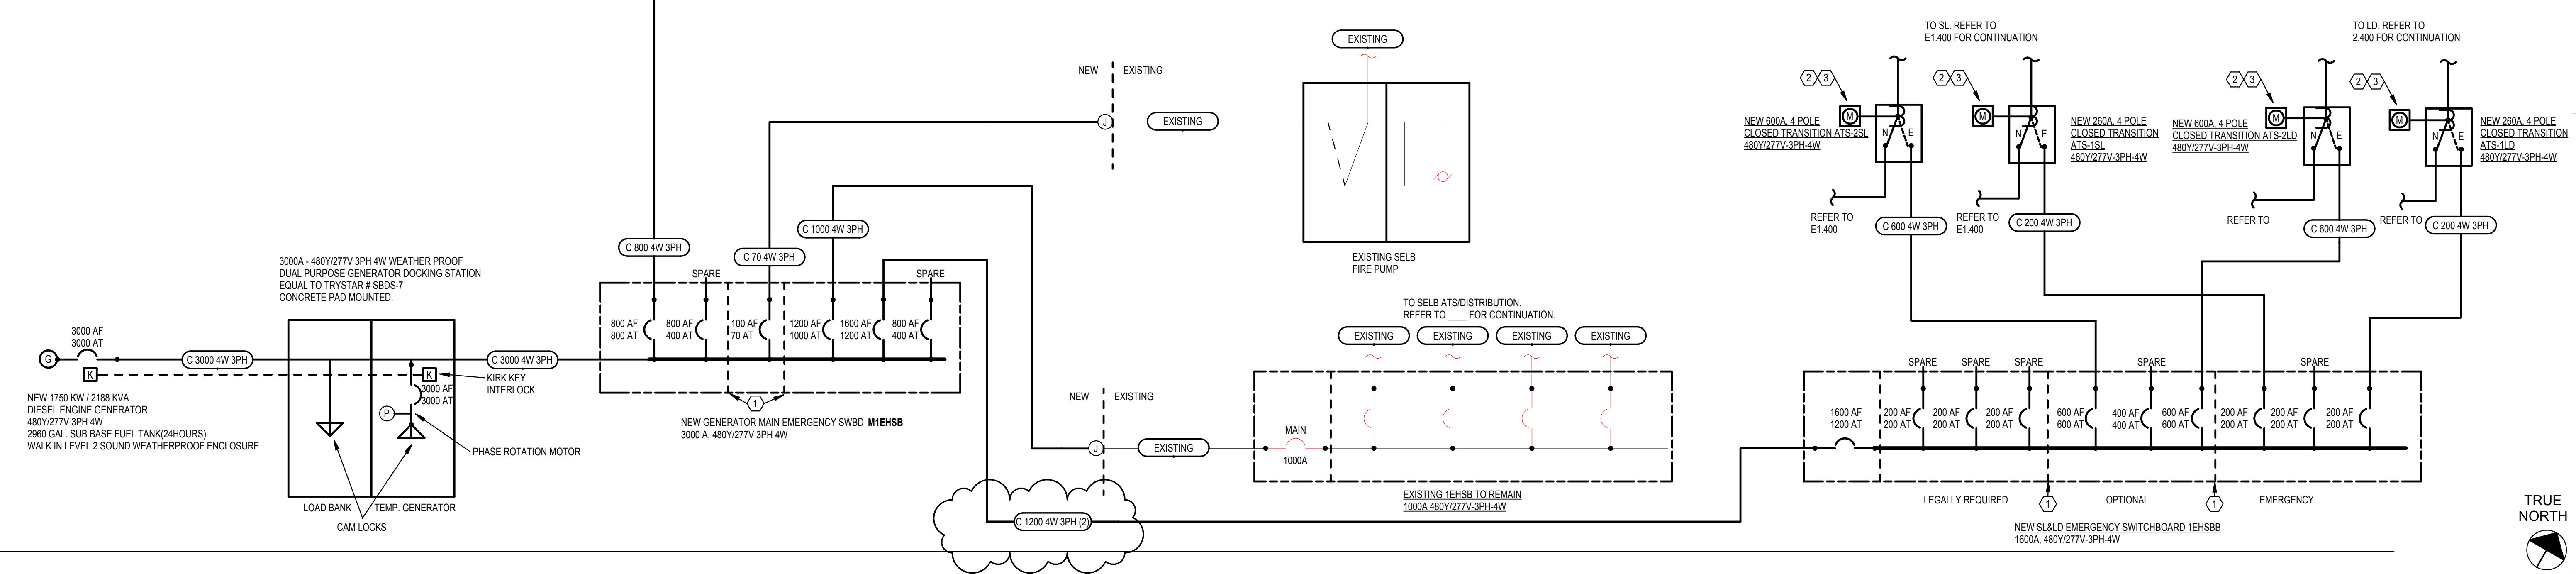 TO SL. REFER TO
E1.400 FOR CONTINUATION
TO LD. REFER TO
2.400 FOR CONTINUATION
EXISTING
NEW
EXISTING
J
EXISTING
EXISTING SELB
FIRE PUMP
2
3
M
NEW 600A, 4 POLE
CLOSED TRANSITION ATS-2SL
480Y/277V-3PH-4W
N
E
REFER TO
E1.400
C 600 4W 3PH
2
3
M
N
E
NEW 260A, 4 POLE
CLOSED TRANSITION
ATS-1SL
480Y/277V-3PH-4W
REFER TO
E1.400
C 200 4W 3PH
2
3
M
NEW 600A, 4 POLE
CLOSED TRANSITION ATS-2LD
480Y/277V-3PH-4W
N
E
REFER TO
C 600 4W 3PH
2
3
M
N
E
NEW 260A, 4 POLE
CLOSED TRANSITION
ATS-1LD
480Y/277V-3PH-4W
REFER TO
C 200 4W 3PH
C 800 4W 3PH
C 70 4W 3PH
C 1000 4W 3PH
3000A - 480Y/277V 3PH 4W WEATHER PROOF
DUAL PURPOSE GENERATOR DOCKING STATION
EQUAL TO TRYSTAR # SBDS-7
CONCRETE PAD MOUNTED.
G
3000 AF
3000 AT
C 3000 4W 3PH
C 3000 4W 3PH
K
K
KIRK KEY
INTERLOCK
3000 AF
3000 AT
P
PHASE ROTATION MOTOR
LOAD BANK
TEMP. GENERATOR
CAM LOCKS
NEW 1750 KW / 2188 KVA
DIESEL ENGINE GENERATOR
480Y/277V 3PH 4W
2960 GAL. SUB BASE FUEL TANK(24HOURS)
WALK IN LEVEL 2 SOUND WEATHERPROOF ENCLOSURE
SPARE
SPARE
800 AF
800 AT
800 AF
400 AT
100 AF
70 AT
1200 AF
1000 AT
1600 AF
1200 AT
800 AF
400 AT
1
NEW GENERATOR MAIN EMERGENCY SWBD M1EHSB
3000 A, 480Y/277V 3PH 4W
TO SELB ATS/DISTRIBUTION.
REFER TO ____ FOR CONTINUATION.
EXISTING
EXISTING
EXISTING
EXISTING
NEW
EXISTING
J
EXISTING
MAIN
1000A
EXISTING 1EHSB TO REMAIN
1000A 480Y/277V-3PH-4W
C 1200 4W 3PH (2)
SPARE
SPARE
SPARE
SPARE
SPARE
1600 AF
1200 AT
200 AF
200 AT
200 AF
200 AT
200 AF
200 AT
600 AF
600 AT
400 AF
400 AT
600 AF
600 AT
200 AF
200 AT
200 AF
200 AT
200 AF
200 AT
LEGALLY REQUIRED
1
OPTIONAL
1
EMERGENCY
NEW SL&LD EMERGENCY SWITCHBOARD 1EHSBB
1600A, 480Y/277V-3PH-4W
TRUE
NORTH